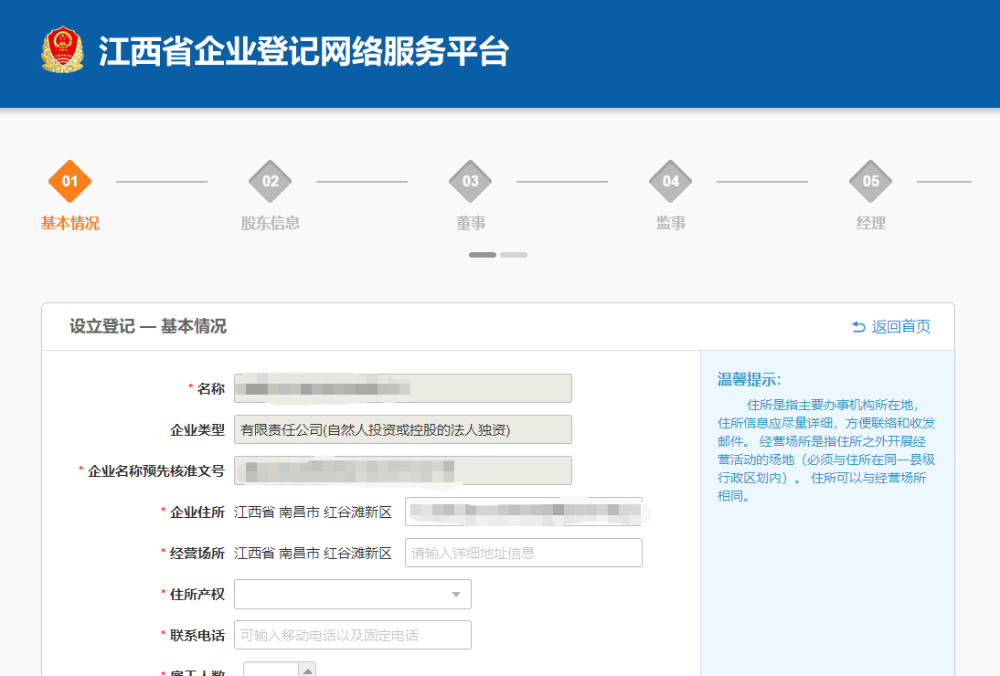 江西省企业登记网络服务平台
01 02 03 04 05
基本情况 股东信息 董事 监事 经理
设立登记 — 基本情况 返回首页
* 名称
企业类型 有限责任公司(自然人投资或控股的法人独资)
* 企业名称预先核准文号
* 企业住所 江西省 南昌市 红谷滩新区
* 经营场所 江西省 南昌市 红谷滩新区 请输入详细地址信息
* 住所产权
* 联系电话 可输入移动电话以及固定电话
* 雇工人数
温馨提示:
住所是指主要办事机构所在地，
住所信息应尽量详细，方便联络和收发
邮件。 经营场所是指住所之外开展经
营活动的场地（必须与住所在同一县级
行政区划内）。 住所可以与经营场所
相同。